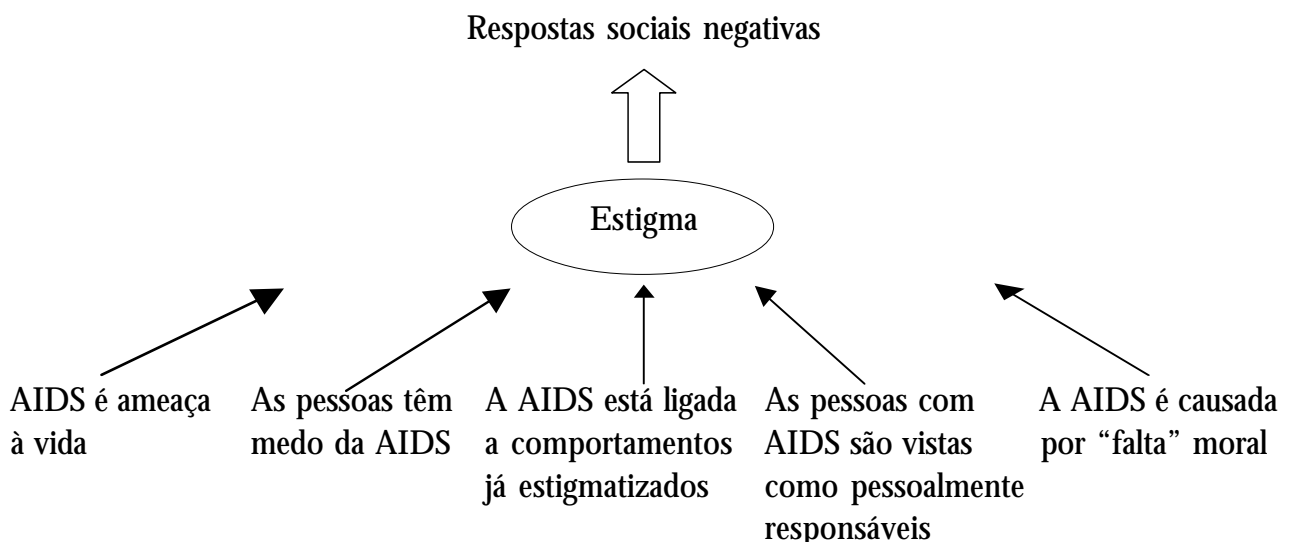 Respostas sociais negativas
Estigma
AIDS é ameaça
à vida
As pessoas têm
medo da AIDS
A AIDS está ligada
a comportamentos
já estigmatizados
As pessoas com
AIDS são vistas
como pessoalmente
responsáveis
A AIDS é causada
por “falta” moral